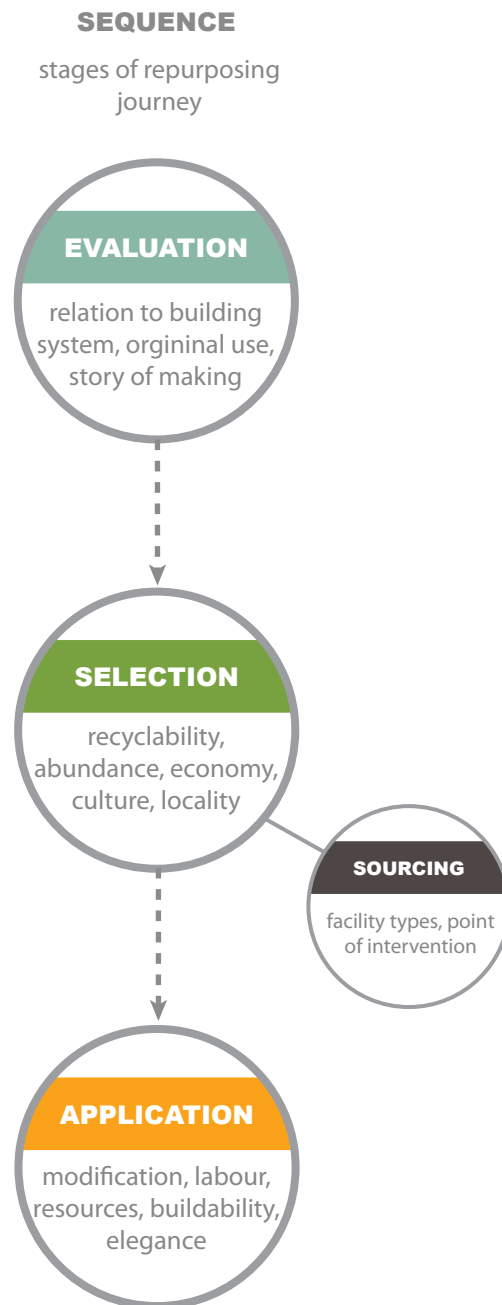 SEQUENCE
stages of repurposing
journey
EVALUATION
relation to building
system, orgininal use,
story of making
SELECTION
recyclability,
abundance, economy,
culture, locality
SOURCING
facility types, point
of intervention
APPLICATION
modification, labour,
resources, buildability,
elegance